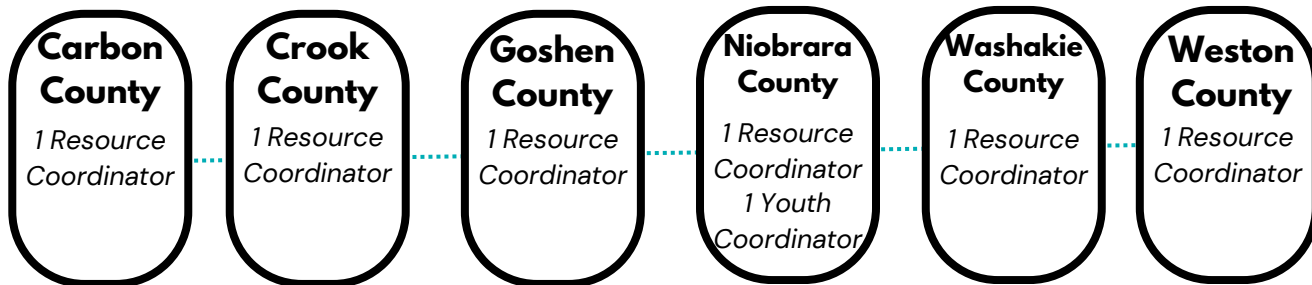 Carbon
County
1 Resource
Coordinator
Crook
County
1 Resource
Coordinator
Goshen
County
1 Resource
Coordinator
Niobrara
County
1 Resource
Coordinator
1 Youth
Coordinator
Washakie
County
1 Resource
Coordinator
Weston
County
1 Resource
Coordinator